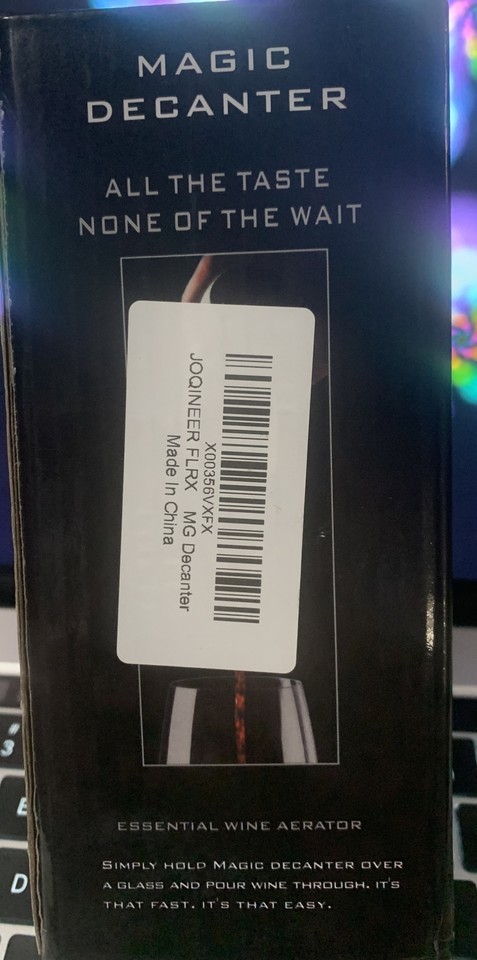 MAGIC
DECANTER
ALL THE TASTE
NONE OF THE WAIT
X00356VXFX
JOQINEER FLRX MG Decanter
Made In China
ESSENTIAL WINE AERATOR
SIMPLY HOLD MAGIC DECANTER OVER
A GLASS AND POUR WINE THROUGH. IT'S
THAT FAST. IT'S THAT EASY.
#
3
E
D